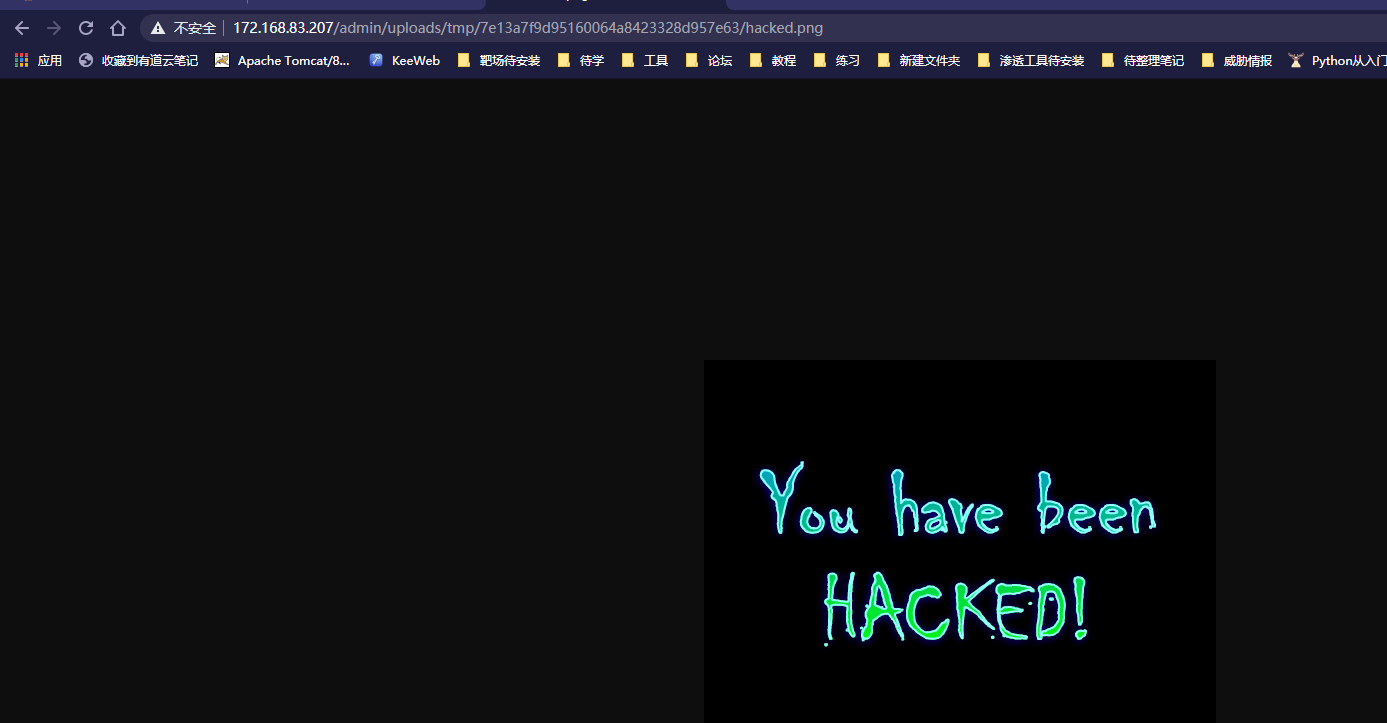 不安全 172.168.83.207/admin/uploads/tmp/7e13a7f9d95160064a8423328d957e63/hacked.png
应用 收藏到有道云笔记 Apache Tomcat/8... KeeWeb 靶场待安装 待学 工具 论坛 教程 练习 新建文件夹 渗透工具待安装 待整理笔记 威胁情报 Python从入门
You have been
HACKED!